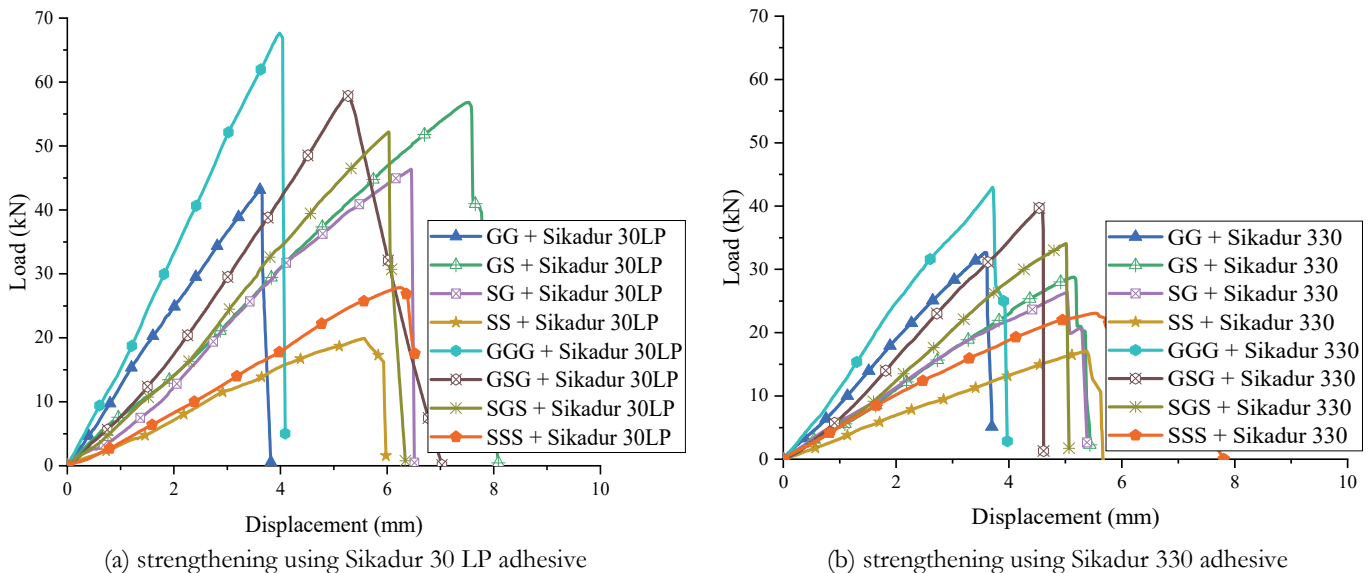 70
60
50
40
30
20
10
0
Load (kN)
0 2 4 6 8 10
Displacement (mm)
GG + Sikadur 30LP
GS + Sikadur 30LP
SG + Sikadur 30LP
SS + Sikadur 30LP
GGG + Sikadur 30LP
GSG + Sikadur 30LP
SGS + Sikadur 30LP
SSS + Sikadur 30LP
(a) strengthening using Sikadur 30 LP adhesive
70
60
50
40
30
20
10
0
Load (kN)
0 2 4 6 8 10
Displacement (mm)
GG + Sikadur 330
GS + Sikadur 330
SG + Sikadur 330
SS + Sikadur 330
GGG + Sikadur 330
GSG + Sikadur 330
SGS + Sikadur 330
SSS + Sikadur 330
(b) strengthening using Sikadur 330 adhesive